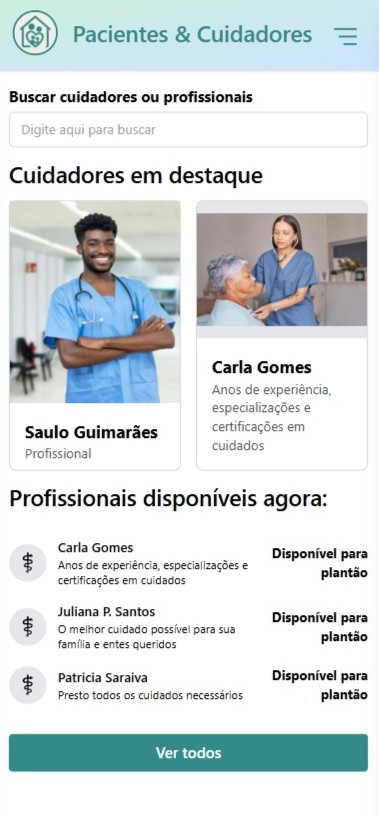 Pacientes & Cuidadores
Buscar cuidadores ou profissionais
Digite aqui para buscar
Cuidadores em destaque
Saulo Guimarães
Profissional
Carla Gomes
Anos de experiência,
especializações e
certificações em
cuidados
Profissionais disponíveis agora:
Carla Gomes
Anos de experiência, especializações e
certificações em cuidados
Disponível para
plantão
Juliana P. Santos
O melhor cuidado possível para sua
família e entes queridos
Disponível para
plantão
Patricia Saraiva
Presto todos os cuidados necessários
Disponível para
plantão
Ver todos